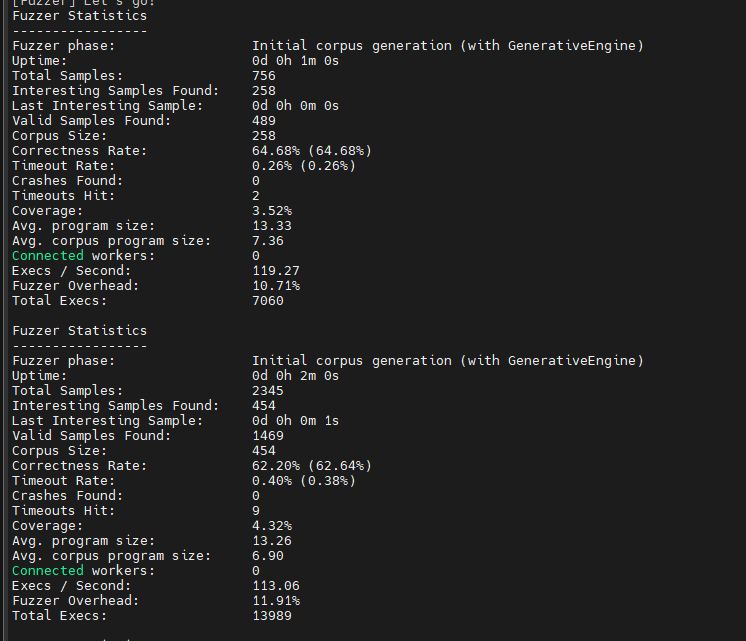 [Fuzzer] Let's go!
Fuzzer Statistics
-----------------
Fuzzer phase: Initial corpus generation (with GenerativeEngine)
Uptime: 0d 0h 1m 0s
Total Samples: 756
Interesting Samples Found: 258
Last Interesting Sample: 0d 0h 0m 0s
Valid Samples Found: 489
Corpus Size: 258
Correctness Rate: 64.68% (64.68%)
Timeout Rate: 0.26% (0.26%)
Crashes Found: 0
Timeouts Hit: 2
Coverage: 3.52%
Avg. program size: 13.33
Avg. corpus program size: 7.36
Connected workers: 0
Execs / Second: 119.27
Fuzzer Overhead: 10.71%
Total Execs: 7060
Fuzzer Statistics
-----------------
Fuzzer phase: Initial corpus generation (with GenerativeEngine)
Uptime: 0d 0h 2m 0s
Total Samples: 2345
Interesting Samples Found: 454
Last Interesting Sample: 0d 0h 0m 1s
Valid Samples Found: 1469
Corpus Size: 454
Correctness Rate: 62.20% (62.64%)
Timeout Rate: 0.40% (0.38%)
Crashes Found: 0
Timeouts Hit: 9
Coverage: 4.32%
Avg. program size: 13.26
Avg. corpus program size: 6.90
Connected workers: 0
Execs / Second: 113.06
Fuzzer Overhead: 11.91%
Total Execs: 13989